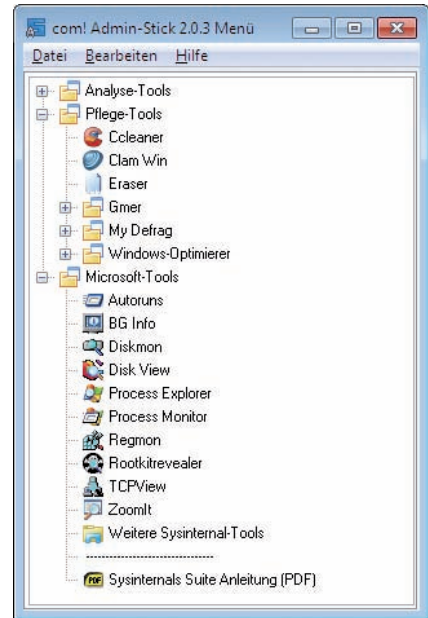 com! Admin-Stick 2.0.3 Menü
Datei Bearbeiten Hilfe
Analyse-Tools
Pflege-Tools
Ccleaner
Clam Win
Eraser
Gmer
My Defrag
Windows-Optimierer
Microsoft-Tools
Autoruns
BG Info
Diskmon
Disk View
Process Explorer
Process Monitor
Regmon
Rootkitrevealer
TCPView
ZoomIt
Weitere Sysinternal-Tools
--------------------------------
PDF Sysinternals Suite Anleitung (PDF)